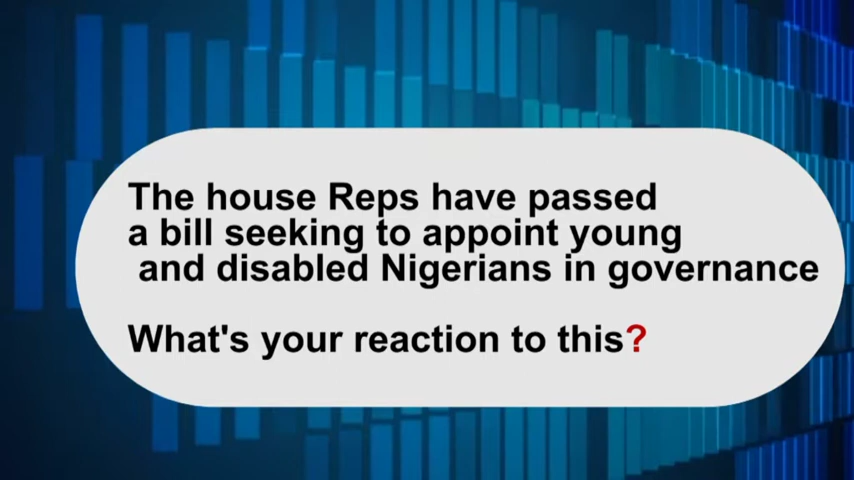 The house Reps have passed
a bill seeking to appoint young
and disabled Nigerians in governance
What's your reaction to this?